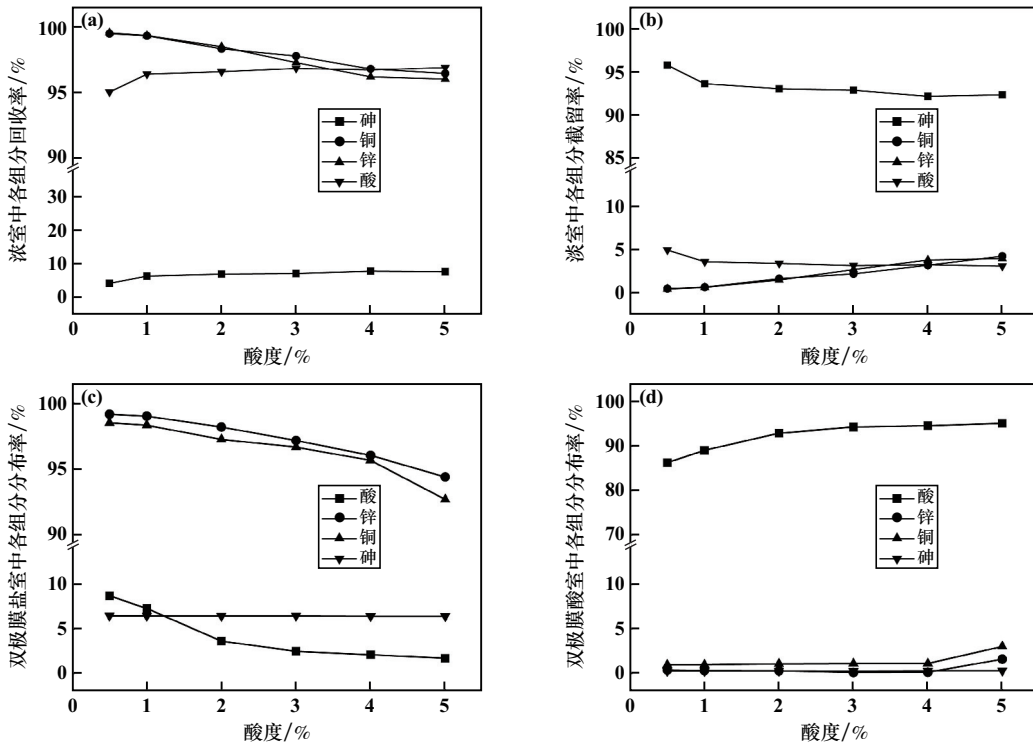 (a)
浓室中各组分回收率/%
100
95
90
30
20
10
0
砷
铜
锌
酸
0 1 2 3 4 5
酸度/%
(b)
淡室中各组分截留率/%
100
95
90
85
10
5
0
砷
铜
锌
酸
0 1 2 3 4 5
酸度/%
(c)
双极膜盐室中各组分分布率/%
100
95
90
10
5
0
酸
锌
铜
砷
0 1 2 3 4 5
酸度/%
(d)
双极膜酸室中各组分分布率/%
100
90
80
70
10
5
0
酸
锌
铜
砷
0 1 2 3 4 5
酸度/%